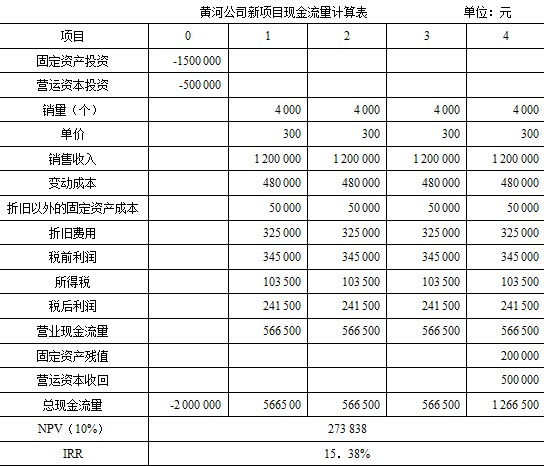 黄河公司新项目现金流量计算表 单位：元
项目 0 1 2 3 4
固定资产投资 -1500 000
营运资本投资 -500 000
销量（个） 4 000 4 000 4 000 4 000
单价 300 300 300 300
销售收入 1 200 000 1 200 000 1 200 000 1 200 000
变动成本 480 000 480 000 480 000 480 000
折旧以外的固定资产成本 50 000 50 000 50 000 50 000
折旧费用 325 000 325 000 325 000 325 000
税前利润 345 000 345 000 345 000 345 000
所得税 103 500 103 500 103 500 103 500
税后利润 241 500 241 500 241 500 241 500
营业现金流量 566 500 566 500 566 500 566 500
固定资产残值 200 000
营运资本收回 500 000
总现金流量 -2 000 000 5665 00 566 500 566 500 1 266 500
NPV（10%） 273 838
IRR 15．38%